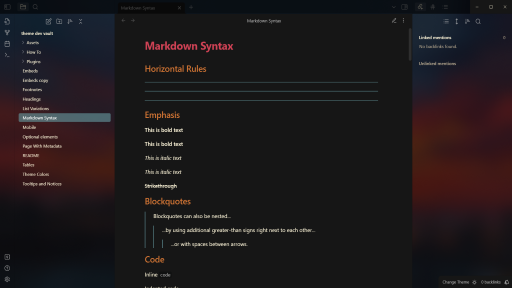 Markdown Syntax
Markdown Syntax
theme dev vault
Assets
How To
Plugins
Embeds
Embeds copy
Footnotes
Headings
List Variations
Markdown Syntax
Mobile
Optional elements
Page With Metadata
README
Tables
Theme Colors
Tooltips and Notices
Markdown Syntax
Horizontal Rules
Emphasis
This is bold text
This is bold text
This is italic text
This is italic text
Strikethrough
Blockquotes
Blockquotes can also be nested...
...by using additional greater-than signs right next to each other...
...or with spaces between arrows.
Code
Inline code
Indented code
Linked mentions
No backlinks found.
Unlinked mentions
Change Theme
0 backlinks